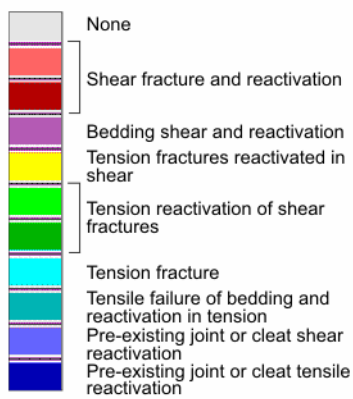 None
Shear fracture and reactivation
Bedding shear and reactivation
Tension fractures reactivated in
shear
Tension reactivation of shear
fractures
Tension fracture
Tensile failure of bedding and
reactivation in tension
Pre-existing joint or cleat shear
reactivation
Pre-existing joint or cleat tensile
reactivation